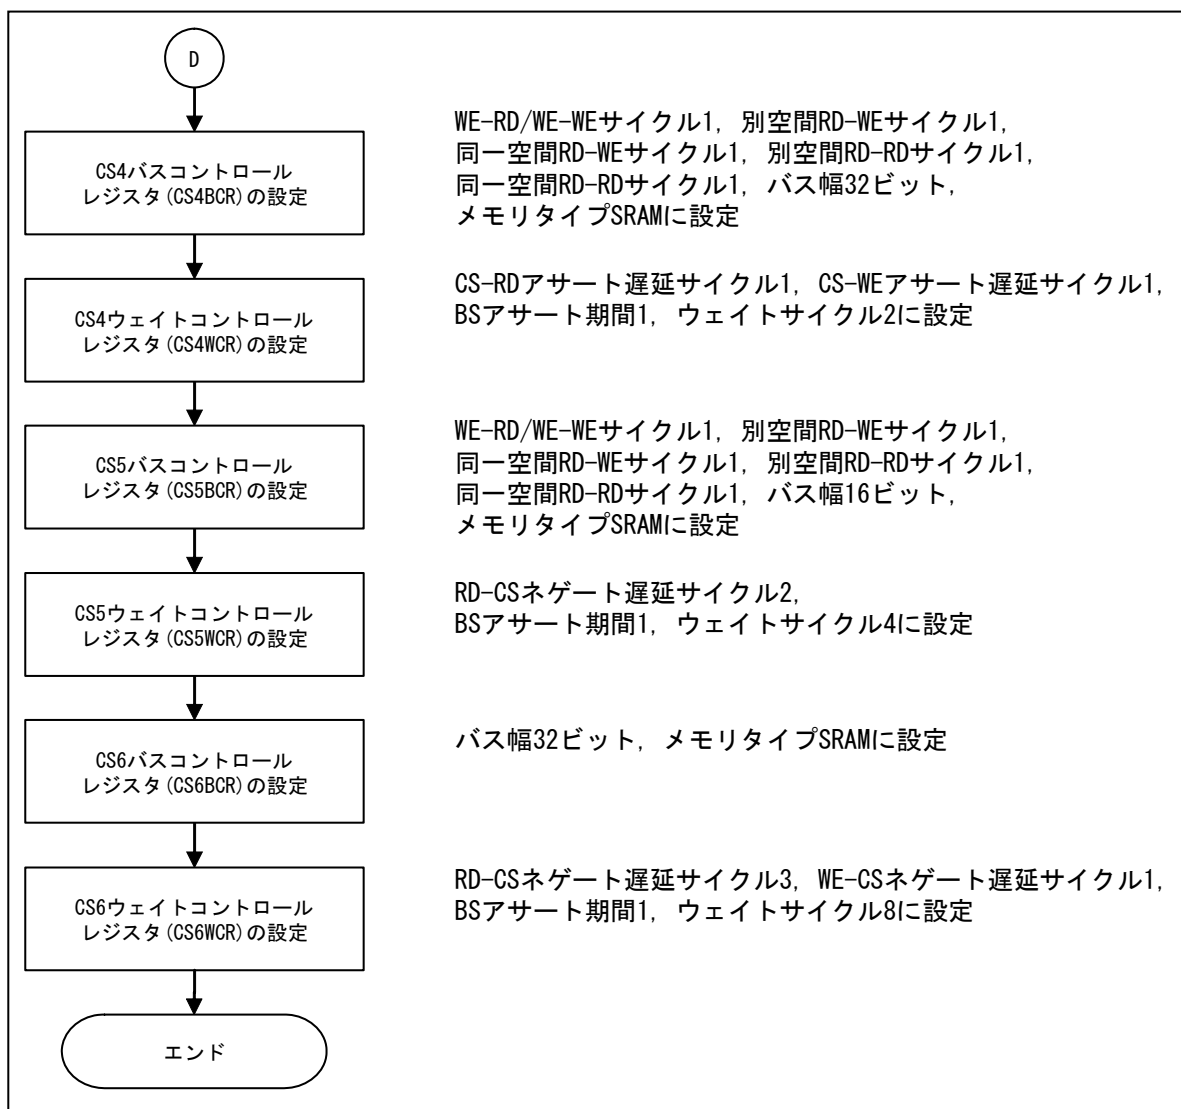 D
CS4バスコントロール
レジスタ(CS4BCR)の設定
WE-RD/WE-WEサイクル1, 別空間RD-WEサイクル1,
同一空間RD-WEサイクル1, 別空間RD-RDサイクル1,
同一空間RD-RDサイクル1, バス幅32ビット,
メモリタイプSRAMに設定
CS4ウェイトコントロール
レジスタ(CS4WCR)の設定
CS-RDアサート遅延サイクル1, CS-WEアサート遅延サイクル1,
BSアサート期間1, ウェイトサイクル2に設定
CS5バスコントロール
レジスタ(CS5BCR)の設定
WE-RD/WE-WEサイクル1, 別空間RD-WEサイクル1,
同一空間RD-WEサイクル1, 別空間RD-RDサイクル1,
同一空間RD-RDサイクル1, バス幅16ビット,
メモリタイプSRAMに設定
CS5ウェイトコントロール
レジスタ(CS5WCR)の設定
RD-CSネゲート遅延サイクル2,
BSアサート期間1, ウェイトサイクル4に設定
CS6バスコントロール
レジスタ(CS6BCR)の設定
バス幅32ビット, メモリタイプSRAMに設定
CS6ウェイトコントロール
レジスタ(CS6WCR)の設定
RD-CSネゲート遅延サイクル3, WE-CSネゲート遅延サイクル1,
BSアサート期間1, ウェイトサイクル8に設定
エンド